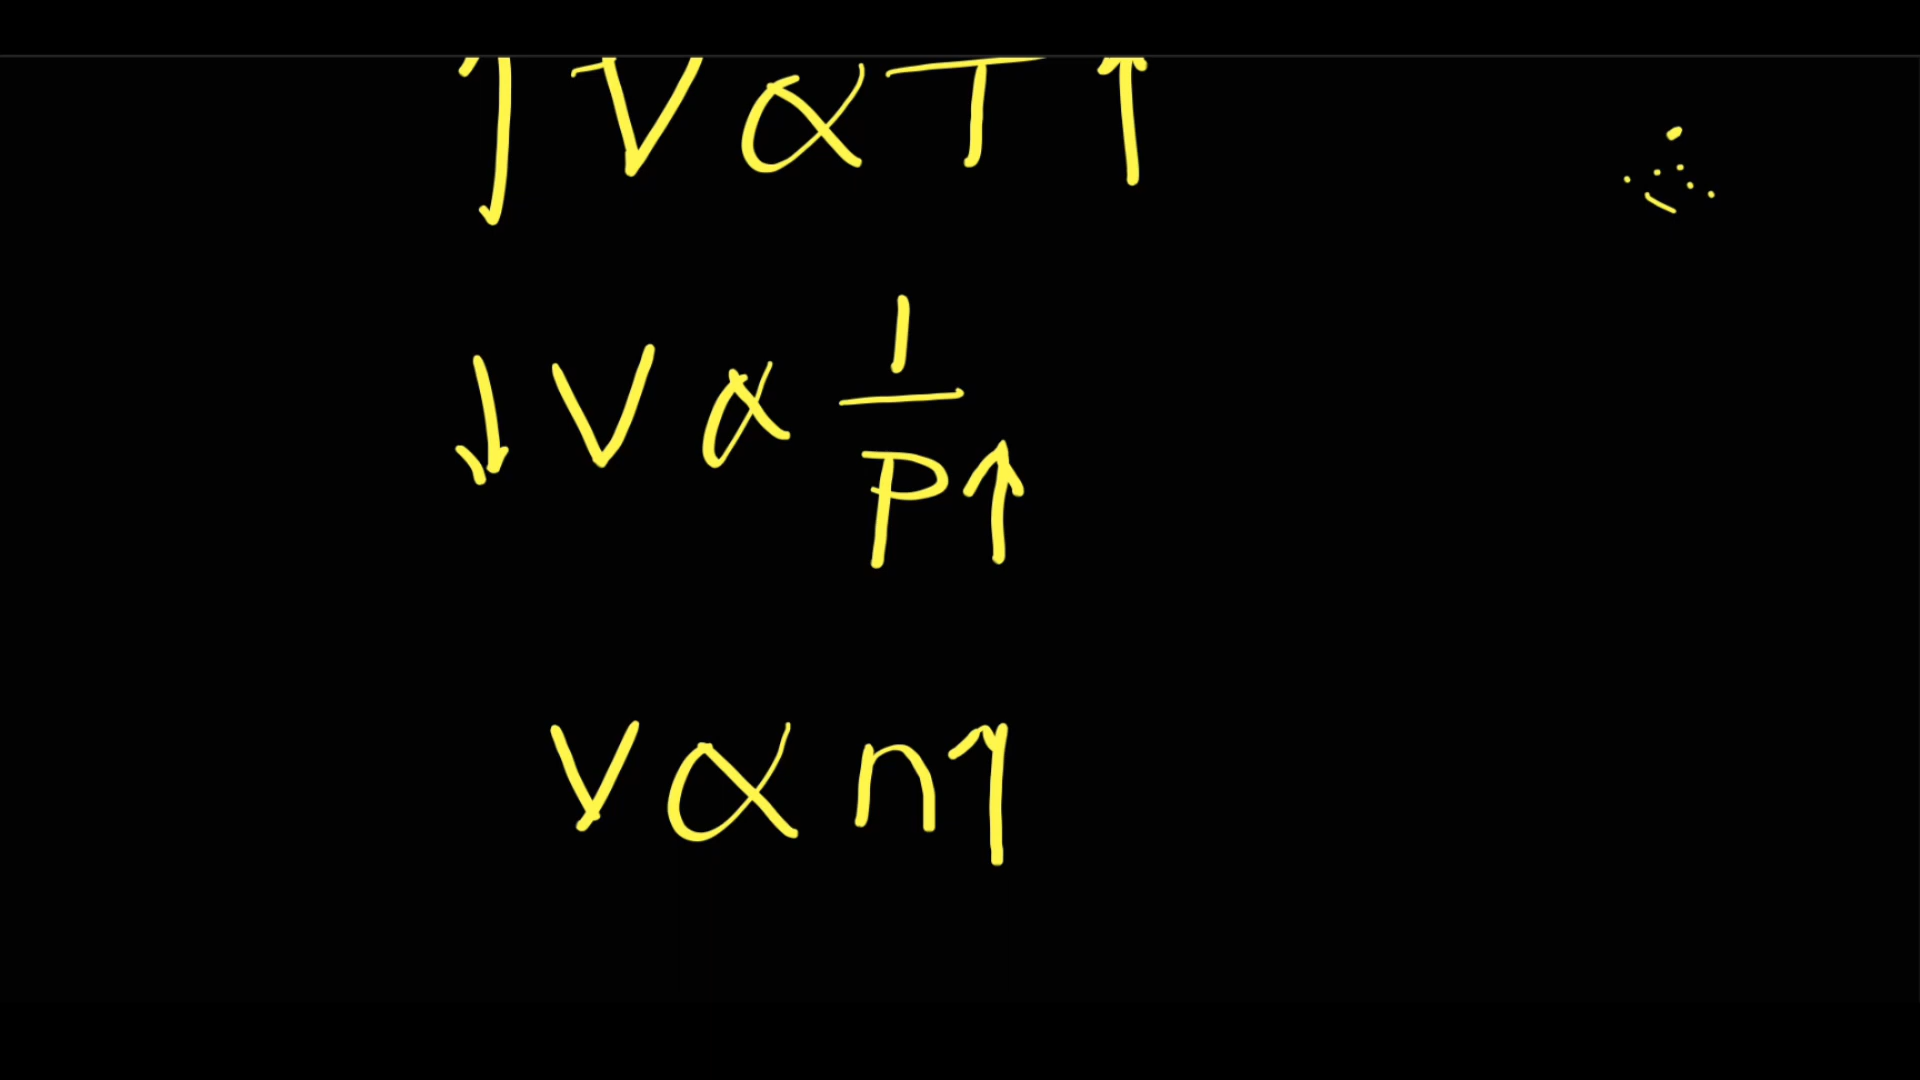 ↑ V ∝ T ↑
↓ V ∝ 1/P ↑
V ∝ n ↑